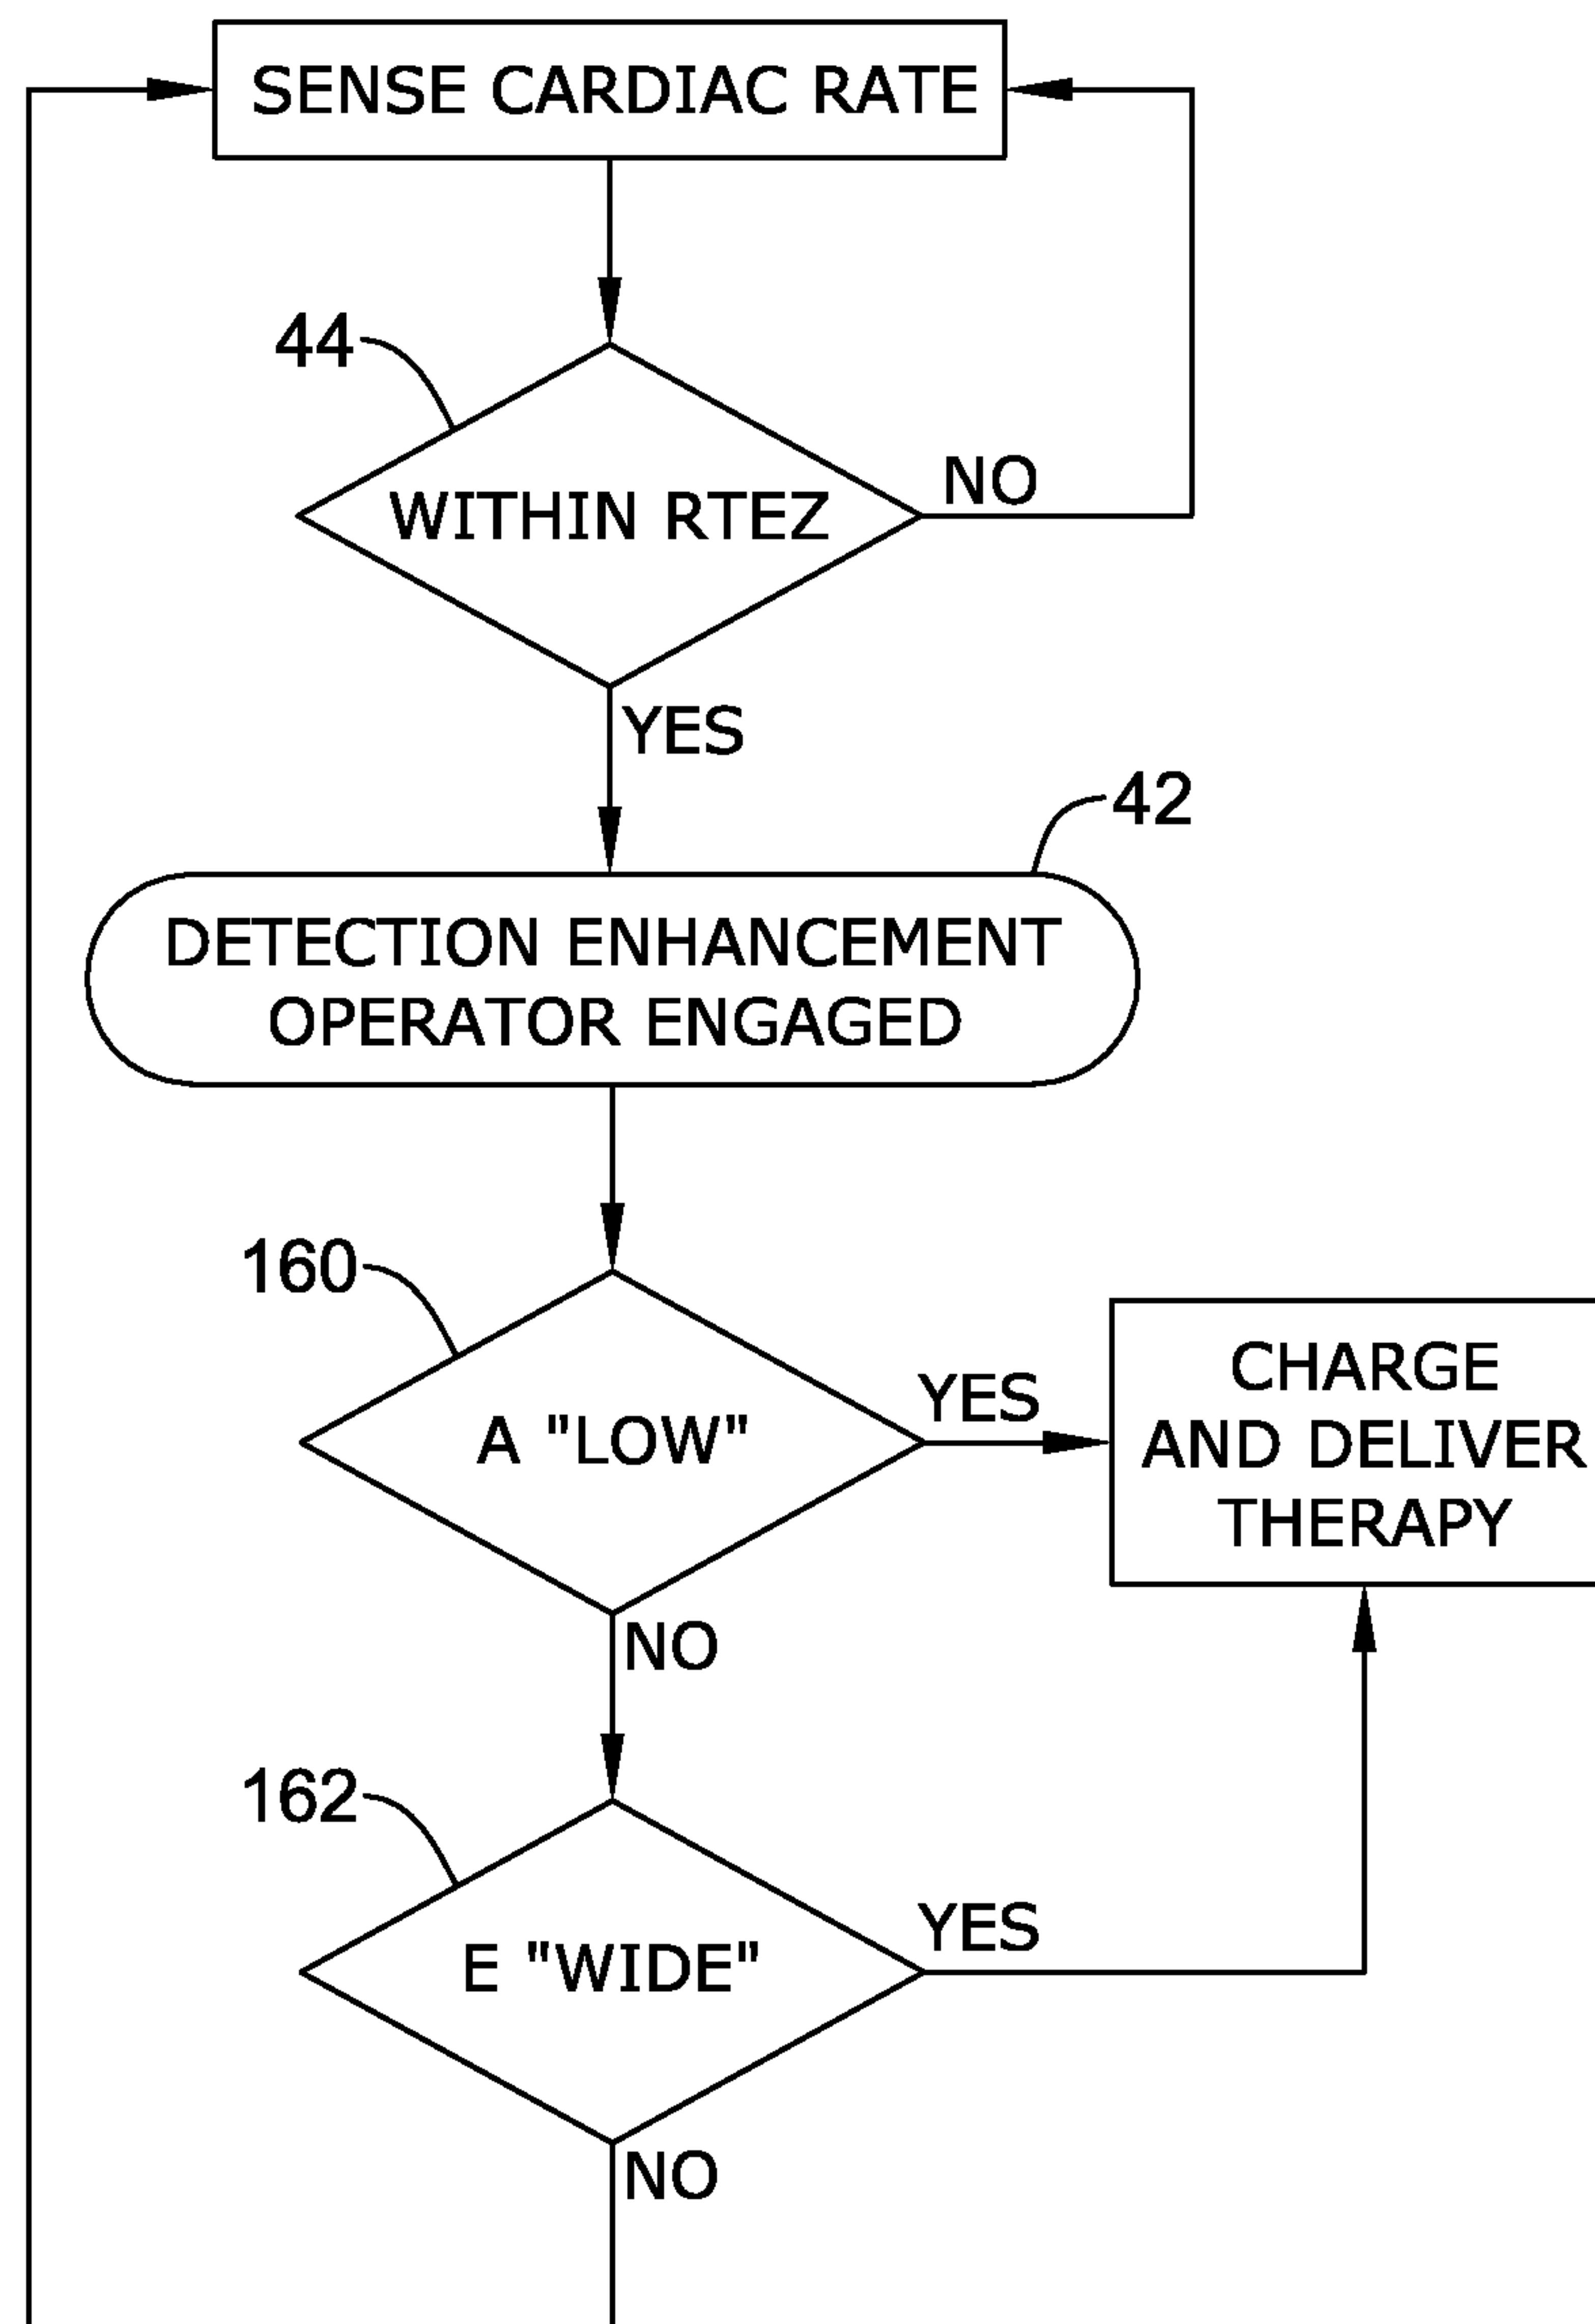 SENSE CARDIAC RATE
44
WITHIN RTEZ
NO
YES
42
DETECTION ENHANCEMENT
OPERATOR ENGAGED
160
A "LOW"
YES
CHARGE
AND DELIVER
THERAPY
NO
162
E "WIDE"
YES
NO